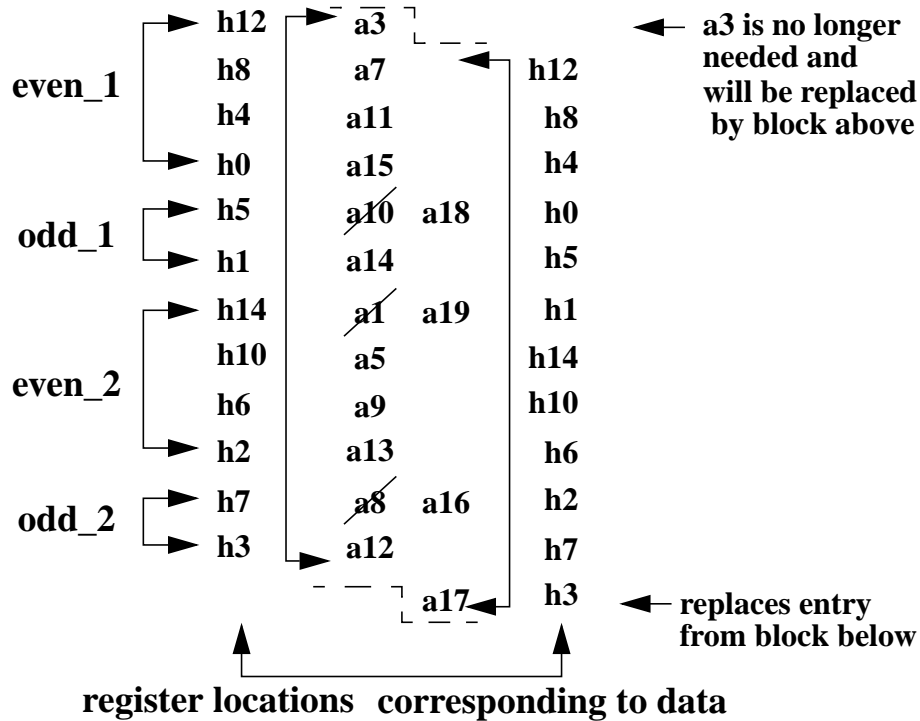 h12 a3 a3 is no longer
needed and
even_1 h8 a7 h12 will be replaced
h4 a11 h8 by block above
h0 a15 h4
odd_1 h5 a10 a18 h0
h1 a14 h5
h14 a1 a19 h1
even_2 h10 a5 h14
h6 a9 h10
h2 a13 h6
odd_2 h7 a8 a16 h2
h3 a12 h7
a17 h3 replaces entry
from block below
register locations corresponding to data